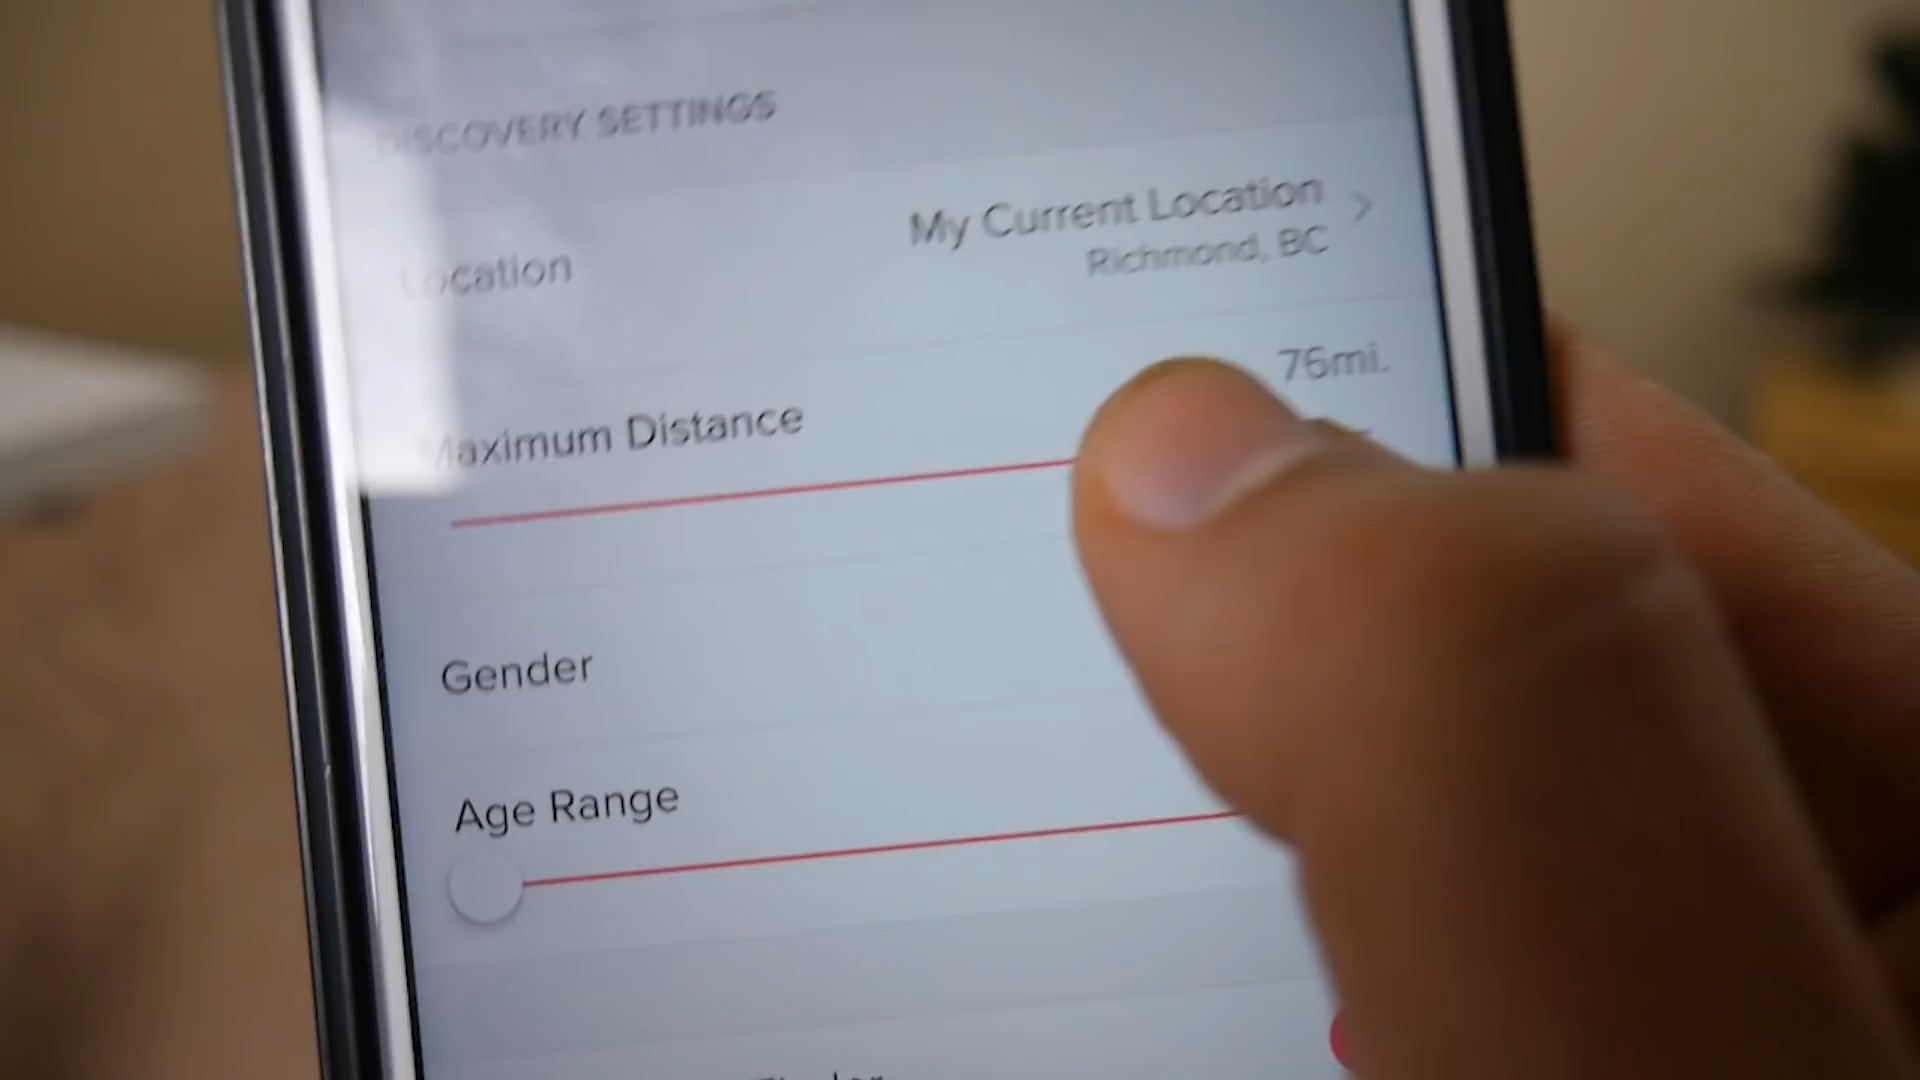 DISCOVERY SETTINGS
My Current Location
Location
Richmond, BC
76mi.
Maximum Distance
Gender
Age Range